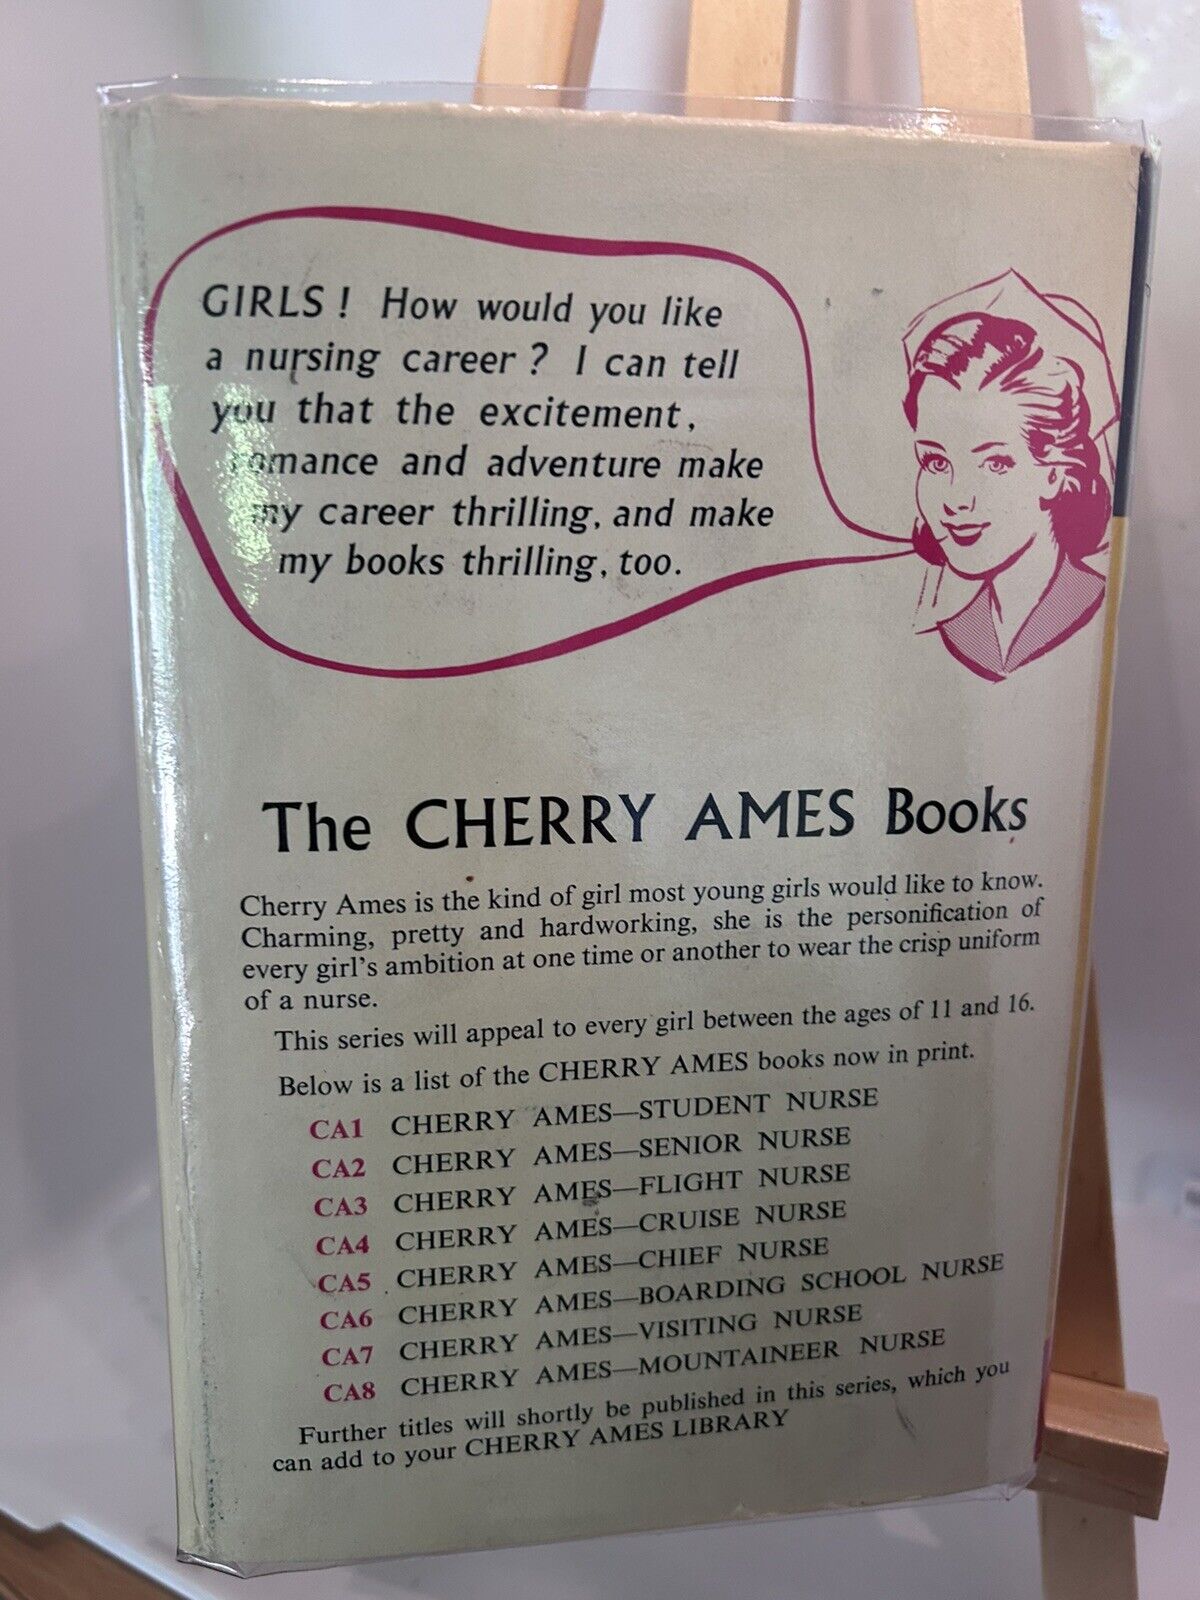 GIRLS ! How would you like
a nursing career ? I can tell
you that the excitement,
romance and adventure make
my career thrilling, and make
my books thrilling, too.
The CHERRY AMES Books
Cherry Ames is the kind of girl most young girls would like to know.
Charming, pretty and hardworking, she is the personification of
every girl's ambition at one time or another to wear the crisp uniform
of a nurse.
This series will appeal to every girl between the ages of 11 and 16.
Below is a list of the CHERRY AMES books now in print.
CA1 CHERRY AMES—STUDENT NURSE
CA2 CHERRY AMES—SENIOR NURSE
CA3 CHERRY AMES—FLIGHT NURSE
CA4 CHERRY AMES—CRUISE NURSE
CA5 CHERRY AMES—CHIEF NURSE
CA6 CHERRY AMES—BOARDING SCHOOL NURSE
CA7 CHERRY AMES—VISITING NURSE
CA8 CHERRY AMES—MOUNTAINEER NURSE
Further titles will shortly be published in this series, which you
can add to your CHERRY AMES LIBRARY